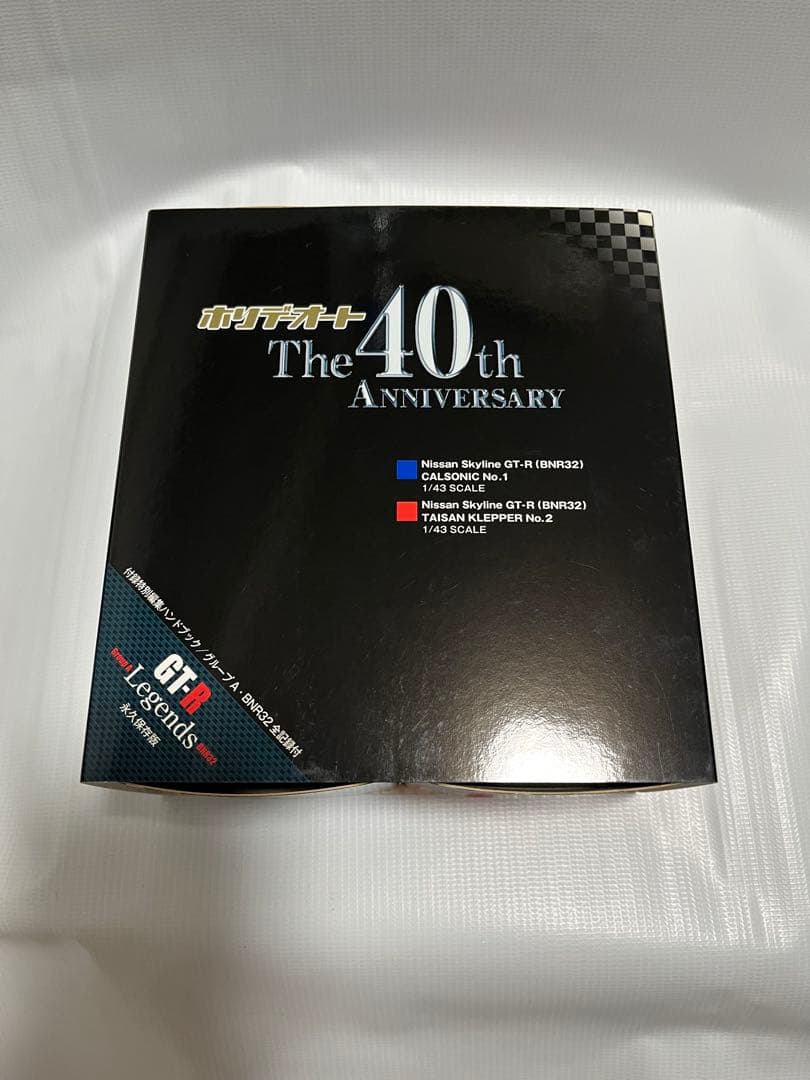 ホリデーオート
The 40th
ANNIVERSARY
Nissan Skyline GT-R (BNR32)
CALSONIC No.1
1/43 SCALE
Nissan Skyline GT-R (BNR32)
TAISAN KLEPPER No.2
1/43 SCALE
付録特別編集ハンドブック/グループA・BNR32 全記録付
GT-R
Group A Legends BNR32
永久保存版